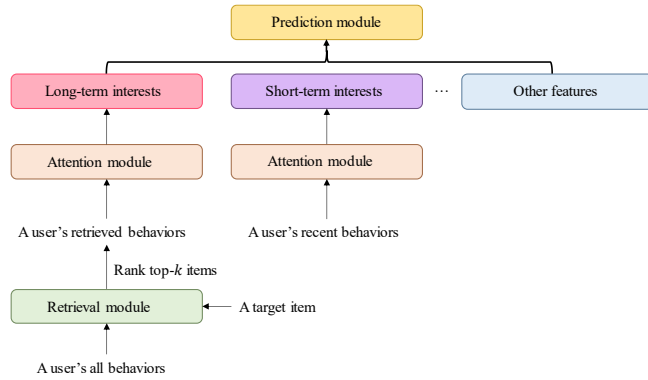 Prediction module
Long-term interests
Short-term interests
...
Other features
Attention module
Attention module
A user's retrieved behaviors
A user's recent behaviors
Rank top-k items
Retrieval module
A target item
A user's all behaviors